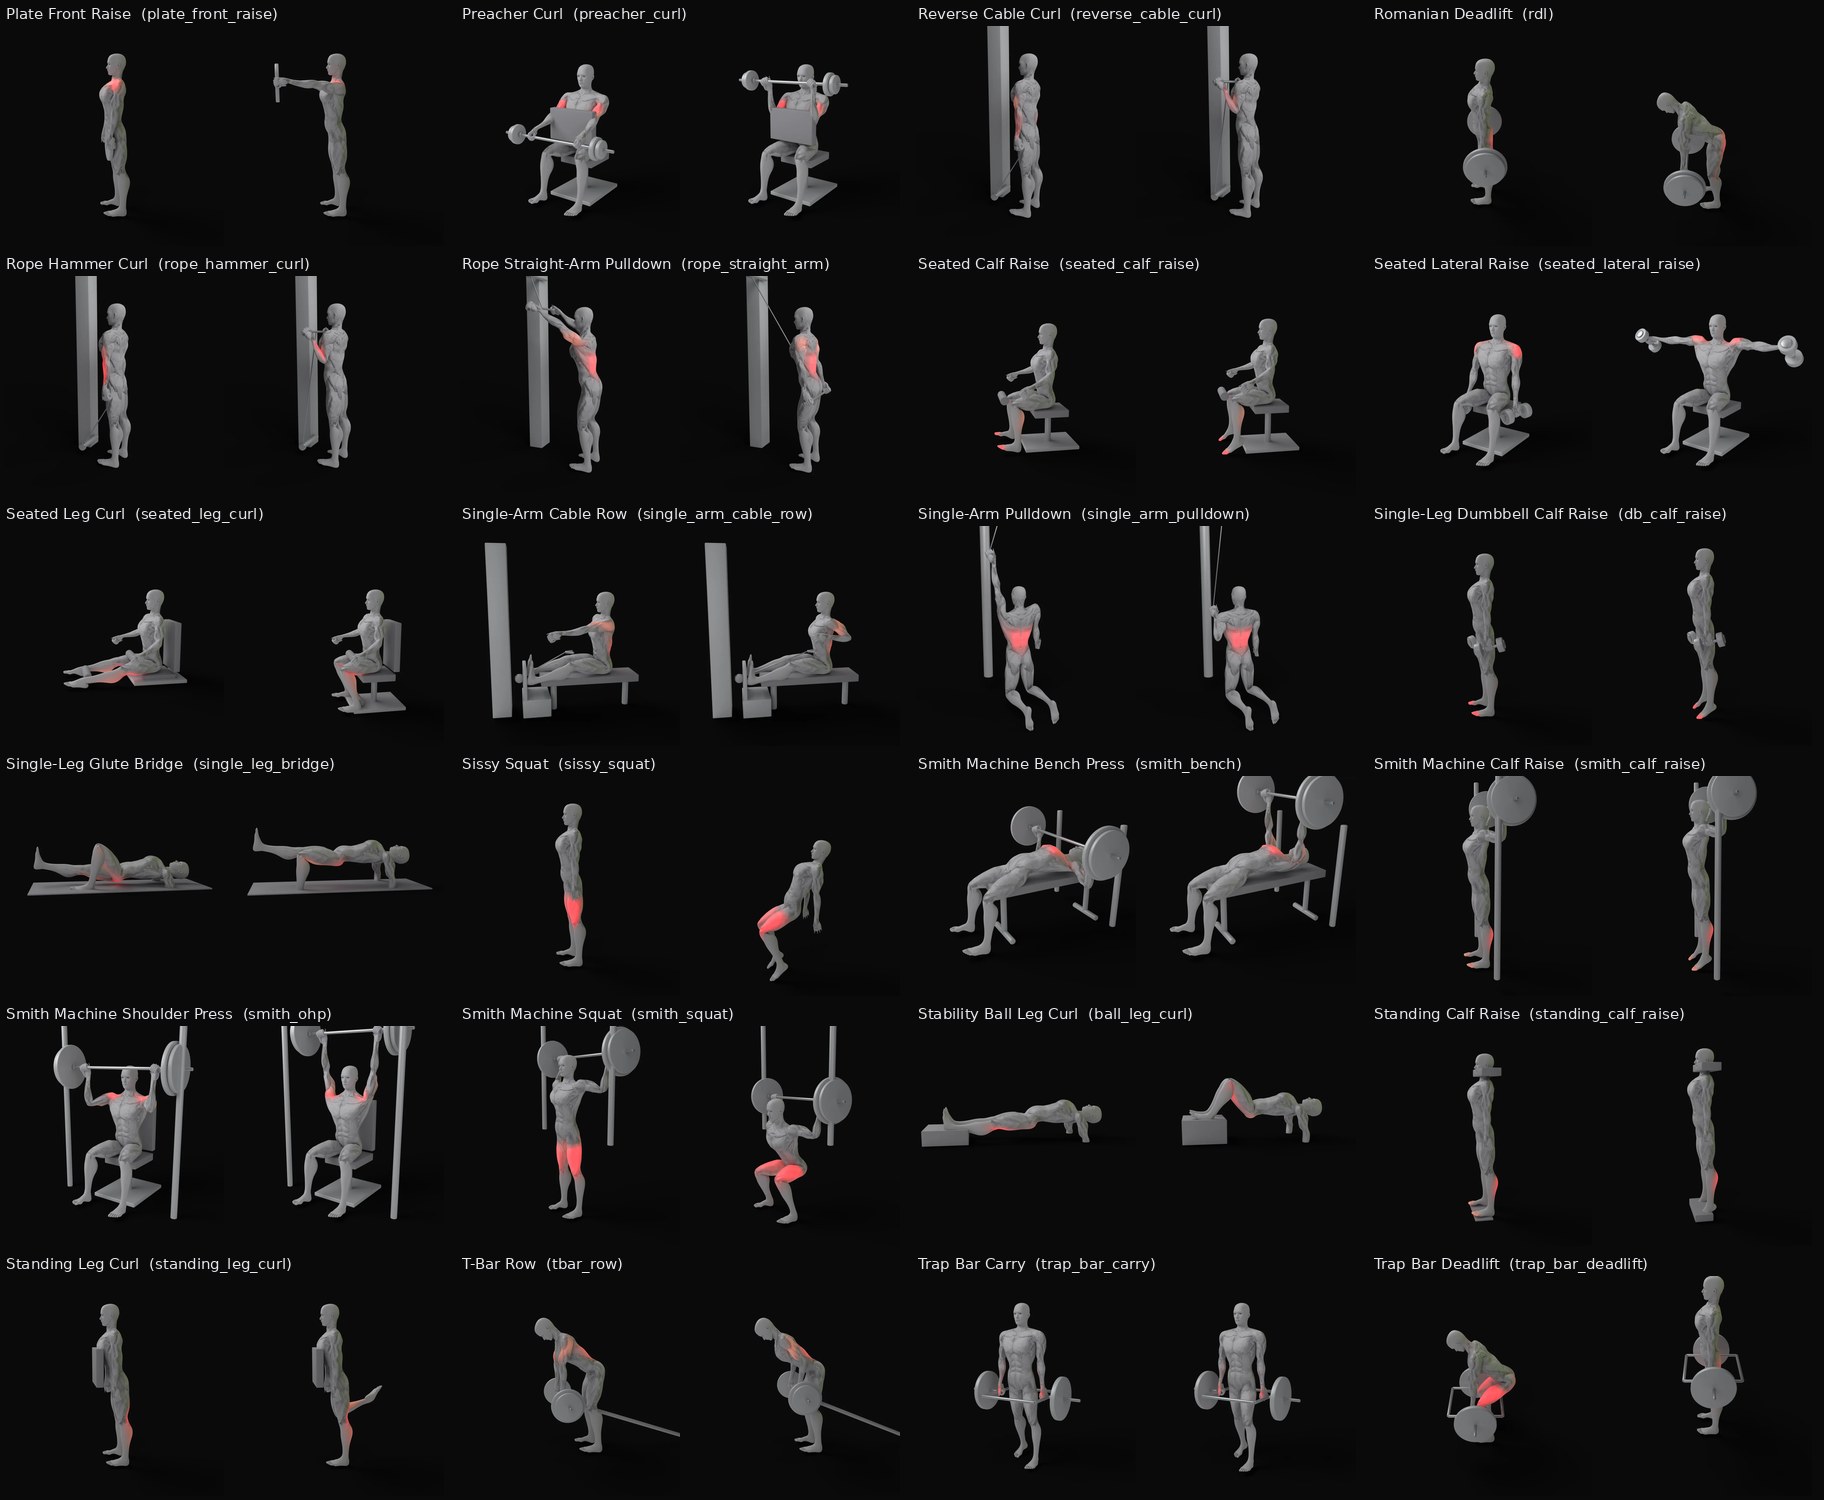 Plate Front Raise (plate_front_raise)
Preacher Curl (preacher_curl)
Reverse Cable Curl (reverse_cable_curl)
Romanian Deadlift (rdl)
Rope Hammer Curl (rope_hammer_curl)
Rope Straight-Arm Pulldown (rope_straight_arm)
Seated Calf Raise (seated_calf_raise)
Seated Lateral Raise (seated_lateral_raise)
Seated Leg Curl (seated_leg_curl)
Single-Arm Cable Row (single_arm_cable_row)
Single-Arm Pulldown (single_arm_pulldown)
Single-Leg Dumbbell Calf Raise (db_calf_raise)
Single-Leg Glute Bridge (single_leg_bridge)
Sissy Squat (sissy_squat)
Smith Machine Bench Press (smith_bench)
Smith Machine Calf Raise (smith_calf_raise)
Smith Machine Shoulder Press (smith_ohp)
Smith Machine Squat (smith_squat)
Stability Ball Leg Curl (ball_leg_curl)
Standing Calf Raise (standing_calf_raise)
Standing Leg Curl (standing_leg_curl)
T-Bar Row (tbar_row)
Trap Bar Carry (trap_bar_carry)
Trap Bar Deadlift (trap_bar_deadlift)